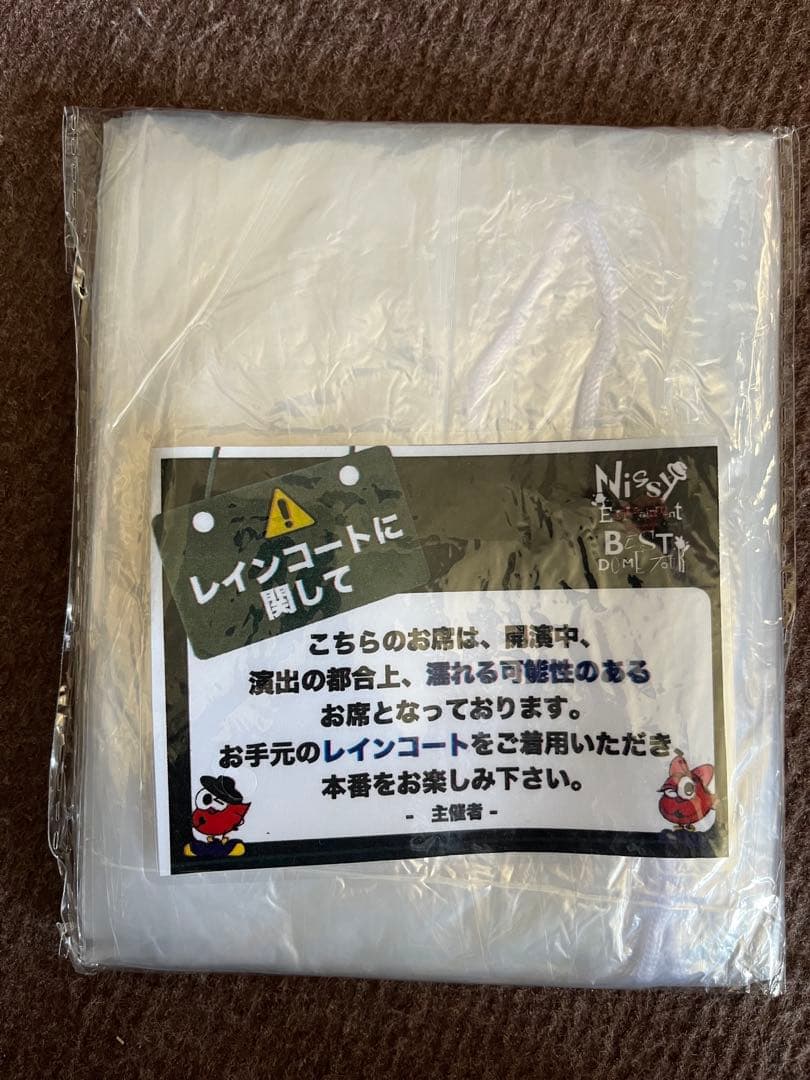 レインコートに
関して
Nissy
Entertainment
BEST
DOME TOUR
こちらのお席は、開演中、
演出の都合上、濡れる可能性のある
お席となっております。
お手元のレインコートをご着用いただき、
本番をお楽しみ下さい。
- 主催者 -